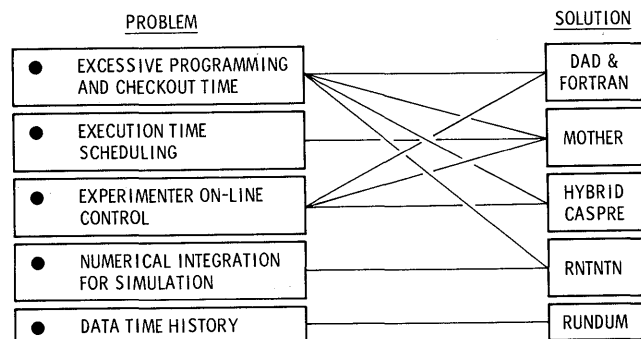 PROBLEM
SOLUTION
● EXCESSIVE PROGRAMMING
AND CHECKOUT TIME
● EXECUTION TIME
SCHEDULING
● EXPERIMENTER ON-LINE
CONTROL
● NUMERICAL INTEGRATION
FOR SIMULATION
● DATA TIME HISTORY
DAD &
FORTRAN
MOTHER
HYBRID
CASPRE
RNTNTN
RUNDUM